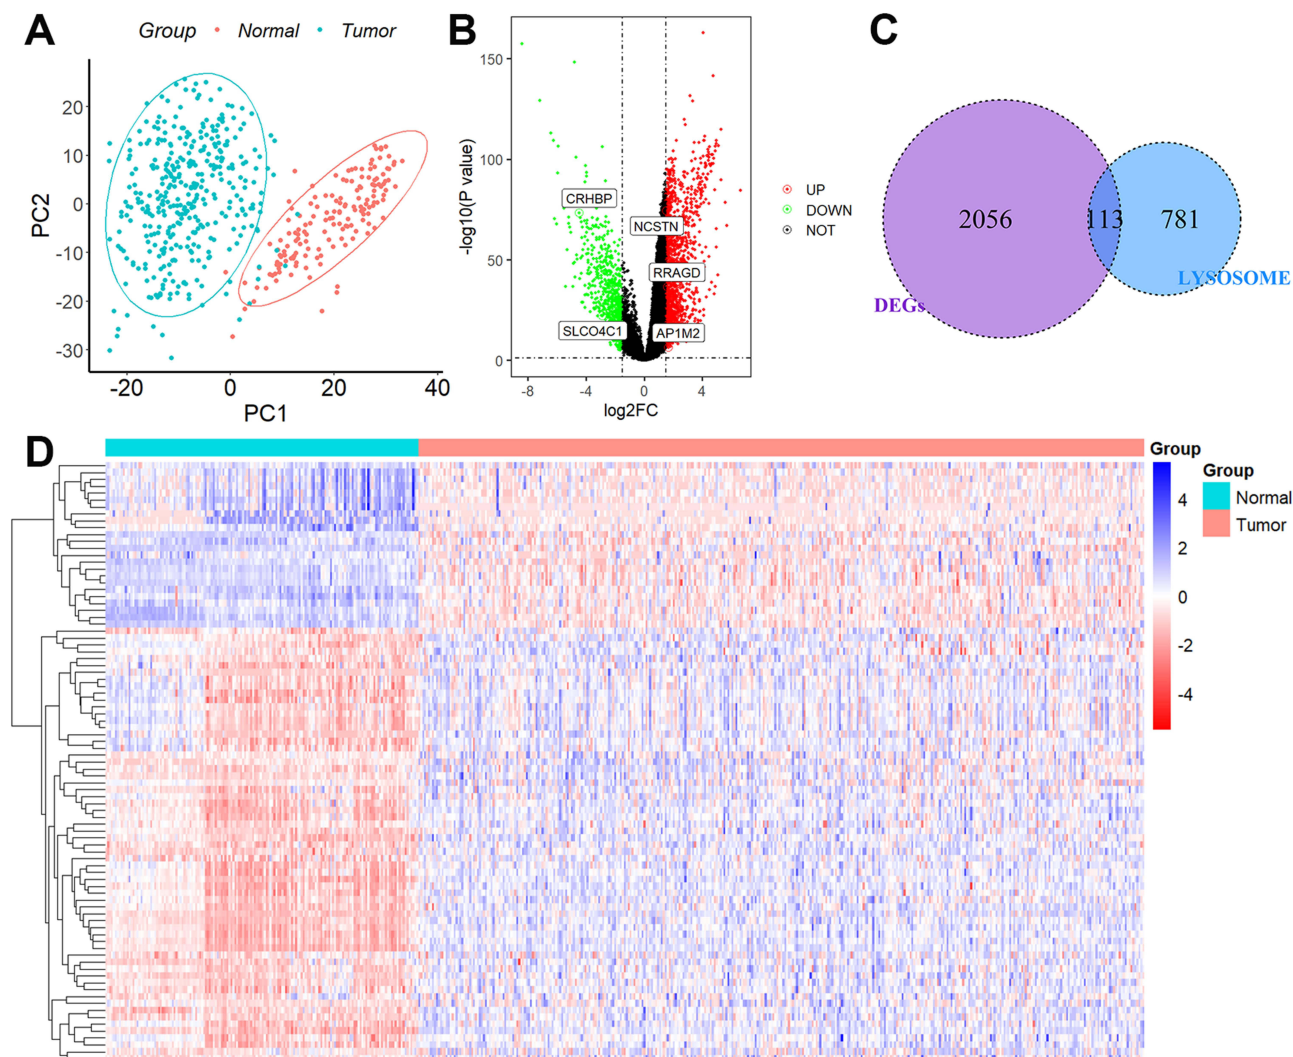 A
Group Normal Tumor
PC2
20
10
0
-10
-20
-30
-20 0 20 40
PC1
B
-log10(P value)
150
100
50
0
CRHBP
NCSTN
RRAGD
SLCO4C1
AP1M2
-8 -4 0 4
log2FC
UP
DOWN
NOT
C
2056
113
781
LYSOSOME
DEGs
D
Group
4
2
0
-2
-4
Group
Normal
Tumor